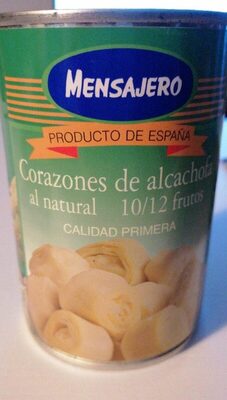 MENSAJERO
PRODUCTO DE ESPAÑA
Corazones de alcachofa
al natural 10/12 frutos
CALIDAD PRIMERA